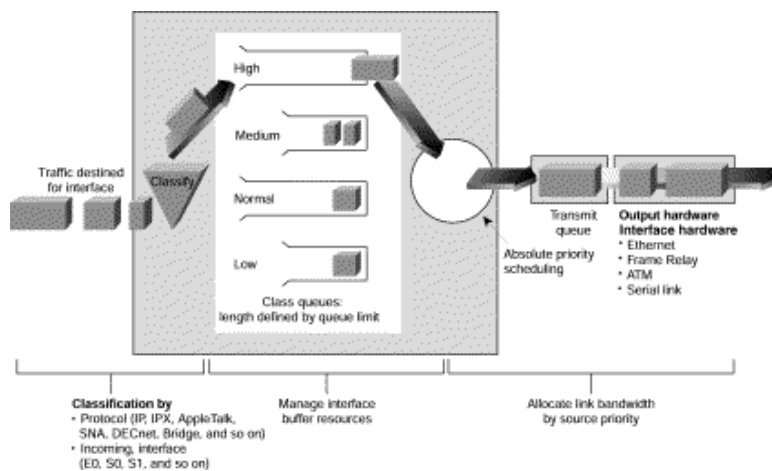 High
Medium
Normal
Low
Class queues:
length defined by queue limit
Traffic destined
for interface
Classify
Absolute priority
scheduling
Transmit
queue
Output hardware
Interface hardware
• Ethernet
• Frame Relay
• ATM
• Serial link
Classification by
• Protocol (IP, IPX, AppleTalk,
SNA, DECnet, Bridge, and so on)
• Incoming, interface
(E0, S0, S1, and so on)
Manage interface
buffer resources
Allocate link bandwidth
by source priority